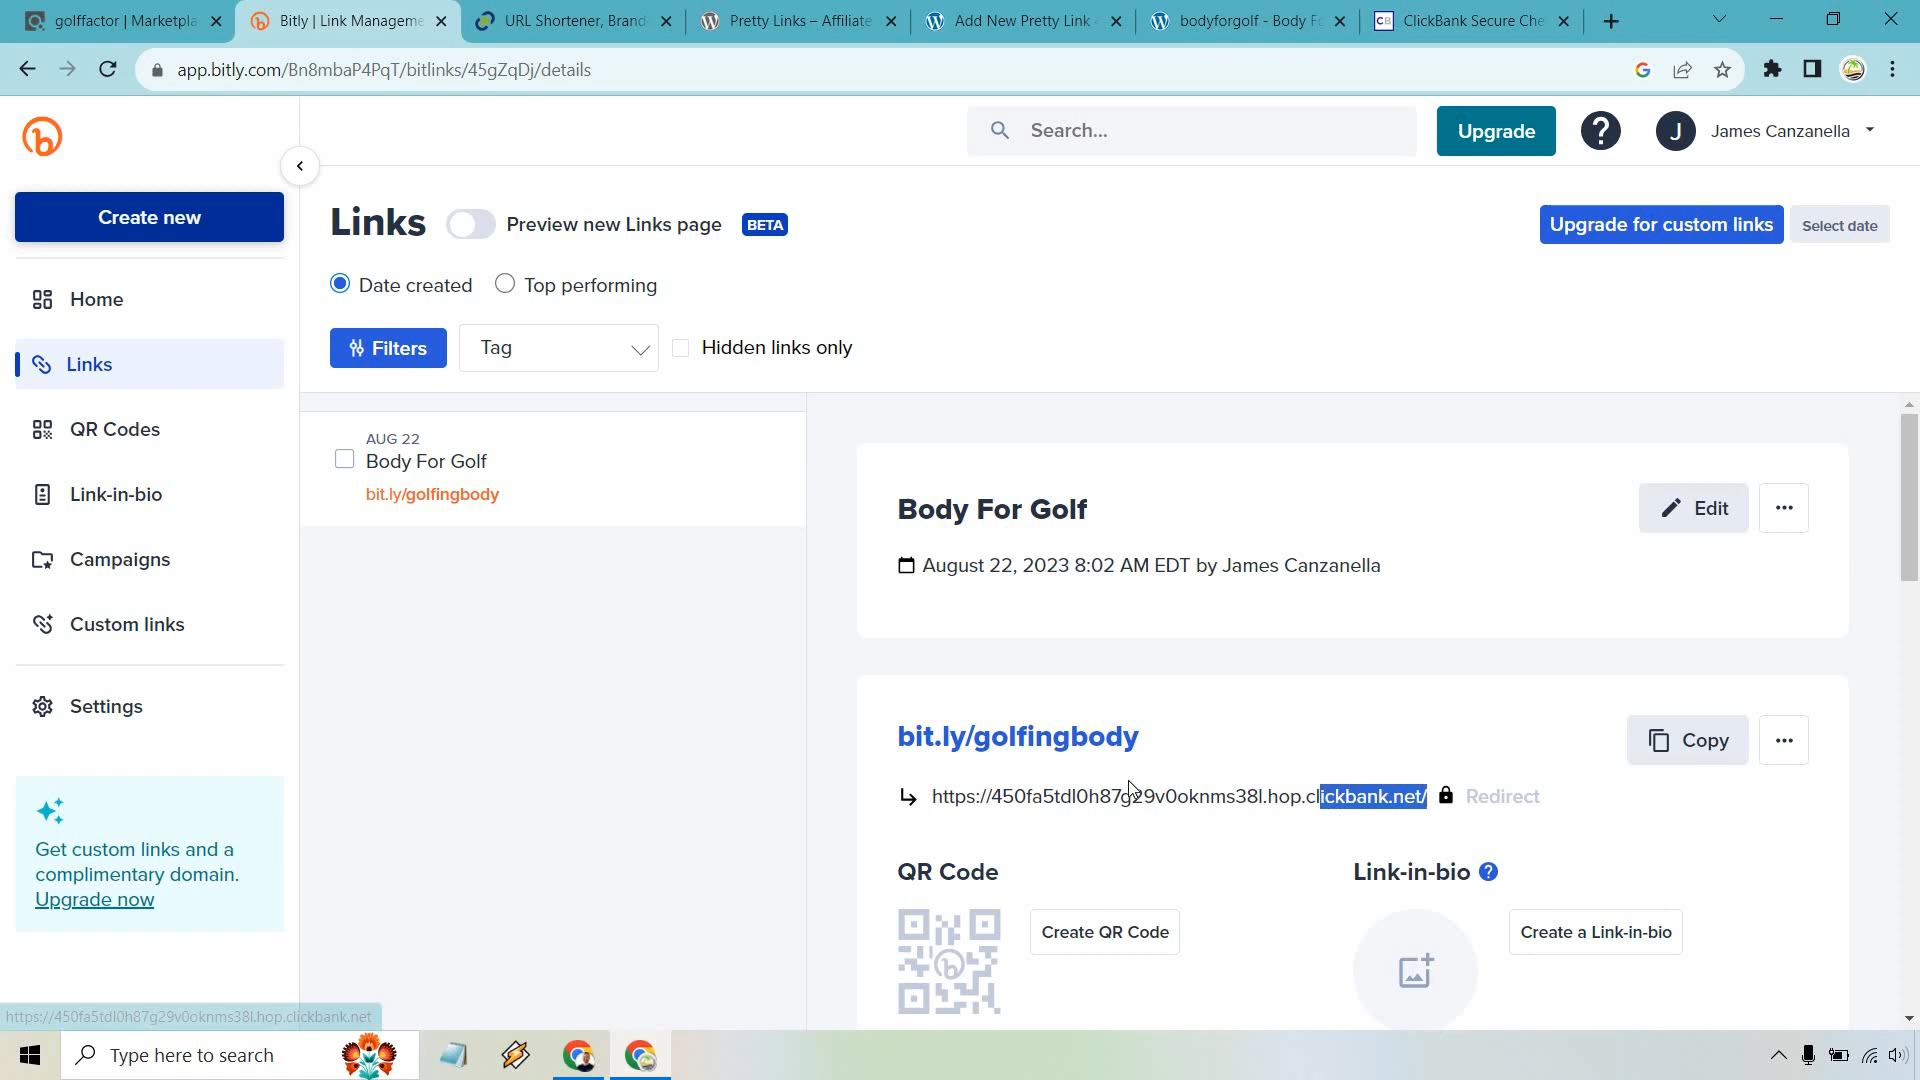 golffactor | Marketpla
Bitly | Link Manageme
URL Shortener, Brand
Pretty Links – Affiliate
Add New Pretty Link
bodyforgolf - Body Fo
CB
ClickBank Secure Che
app.bitly.com/Bn8mbaP4PqT/bitlinks/45gZqDj/details
Search...
Upgrade
?
J
James Canzanella
Create new
Home
Links
QR Codes
Link-in-bio
Campaigns
Custom links
Settings
Get custom links and a
complimentary domain.
Upgrade now
Links
Preview new Links page
BETA
Upgrade for custom links
Select date
Date created
Top performing
Filters
Tag
Hidden links only
AUG 22
Body For Golf
bit.ly/golfingbody
Body For Golf
Edit
August 22, 2023 8:02 AM EDT by James Canzanella
bit.ly/golfingbody
Copy
https://450fa5tdl0h87g29v0oknms38l.hop.clickbank.net/
Redirect
QR Code
Create QR Code
Link-in-bio
?
Create a Link-in-bio
https://450fa5tdl0h87g29v0oknms38l.hop.clickbank.net
Type here to search